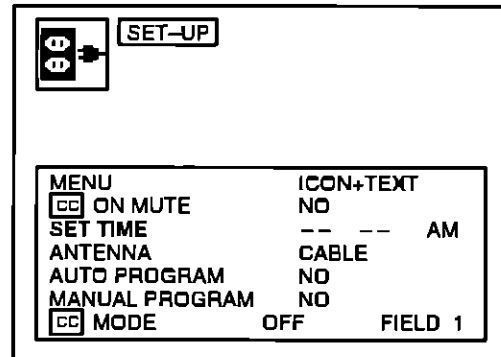 SET–UP
MENU ICON+TEXT
CC ON MUTE NO
SET TIME –– –– AM
ANTENNA CABLE
AUTO PROGRAM NO
MANUAL PROGRAM NO
CC MODE OFF FIELD 1